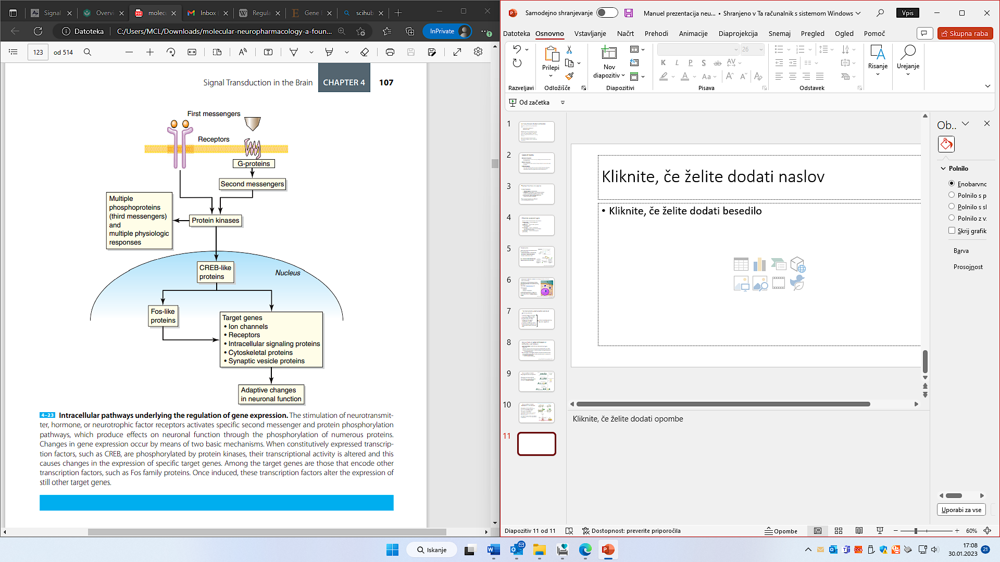 Signal
Overvi
molecu
Inbox (
Regula
Gene E
scihub
Datoteka
C:/Users/MCL/Downloads/molecular-neuropharmacology-a-foun...
InPrivate
123
od 514
Signal Transduction in the Brain
CHAPTER 4
107
First messengers
Receptors
G-proteins
Second messengers
Multiple
phosphoproteins
(third messengers)
and
multiple physiologic
responses
Protein kinases
CREB-like
proteins
Nucleus
Fos-like
proteins
Target genes
• Ion channels
• Receptors
• Intracellular signaling proteins
• Cytoskeletal proteins
• Synaptic vesicle proteins
Adaptive changes
in neuronal function
4–23 Intracellular pathways underlying the regulation of gene expression. The stimulation of neurotransmit-
ter, hormone, or neurotrophic factor receptors activates specific second messenger and protein phosphorylation
pathways, which produce effects on neuronal function through the phosphorylation of numerous proteins.
Changes in gene expression occur by means of two basic mechanisms. When constitutively expressed transcrip-
tion factors, such as CREB, are phosphorylated by protein kinases, their transcriptional activity is altered and this
causes changes in the expression of specific target genes. Among the target genes are those that encode other
transcription factors, such as Fos family proteins. Once induced, these transcription factors alter the expression of
still other target genes.
Samodejno shranjevanje
Manuel prezentacija neu... • Shranjeno v Ta računalnik s sistemom Windows
Vpis
Datoteka
Osnovno
Vstavljanje
Načrt
Prehodi
Animacije
Diaprojekcija
Snemaj
Pregled
Ogled
Pomoč
Skupna raba
Prilepi
Nov
diapozitiv
26
K L P S ab AV
Aa A A
Risanje
Urejanje
Razveljavi
Odložišče
Diapozitivi
Pisava
Odstavek
Od začetka
1
2
3
4
5
6
7
8
9
10
11
Kliknite, če želite dodati naslov
• Kliknite, če želite dodati besedilo
Kliknite, če želite dodati opombe
Ob..
Polnilo
Enobarvno
Polnilo s p
Polnilo s sl
Polnilo z v
Skrij grafik
Barva
Prosojnost
Uporabi za vse
Diapozitiv 11 od 11
Dostopnost: preverite priporočila
Opombe
60%
Iskanje
17:08
30.01.2023
21